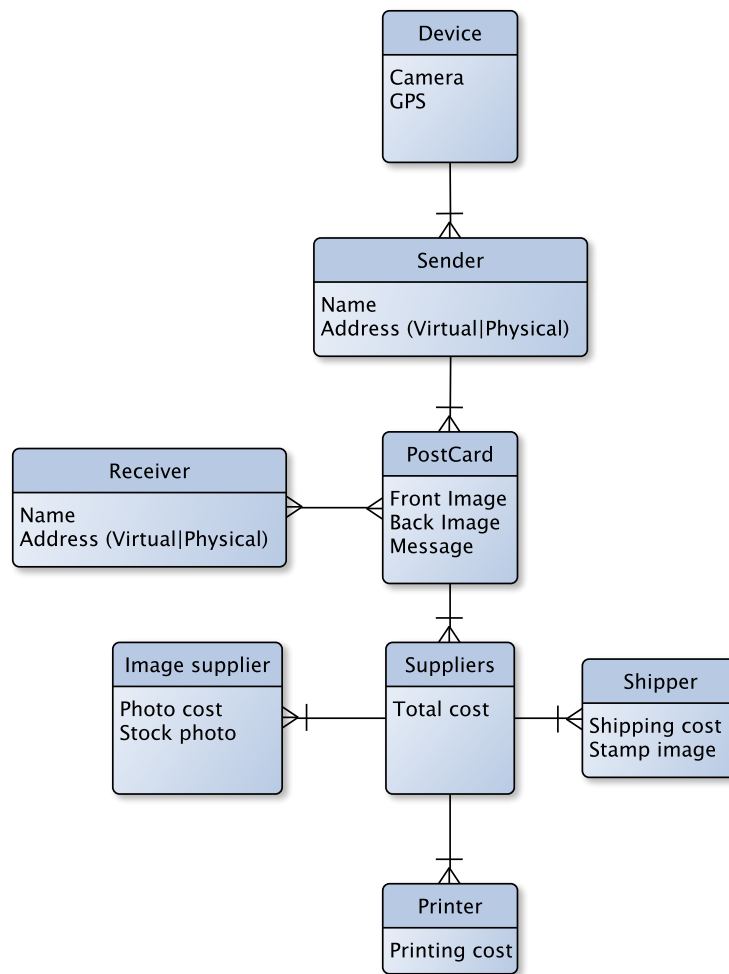 Device
Camera
GPS
Sender
Name
Address (Virtual|Physical)
Receiver
Name
Address (Virtual|Physical)
PostCard
Front Image
Back Image
Message
Image supplier
Photo cost
Stock photo
Suppliers
Total cost
Shipper
Shipping cost
Stamp image
Printer
Printing cost